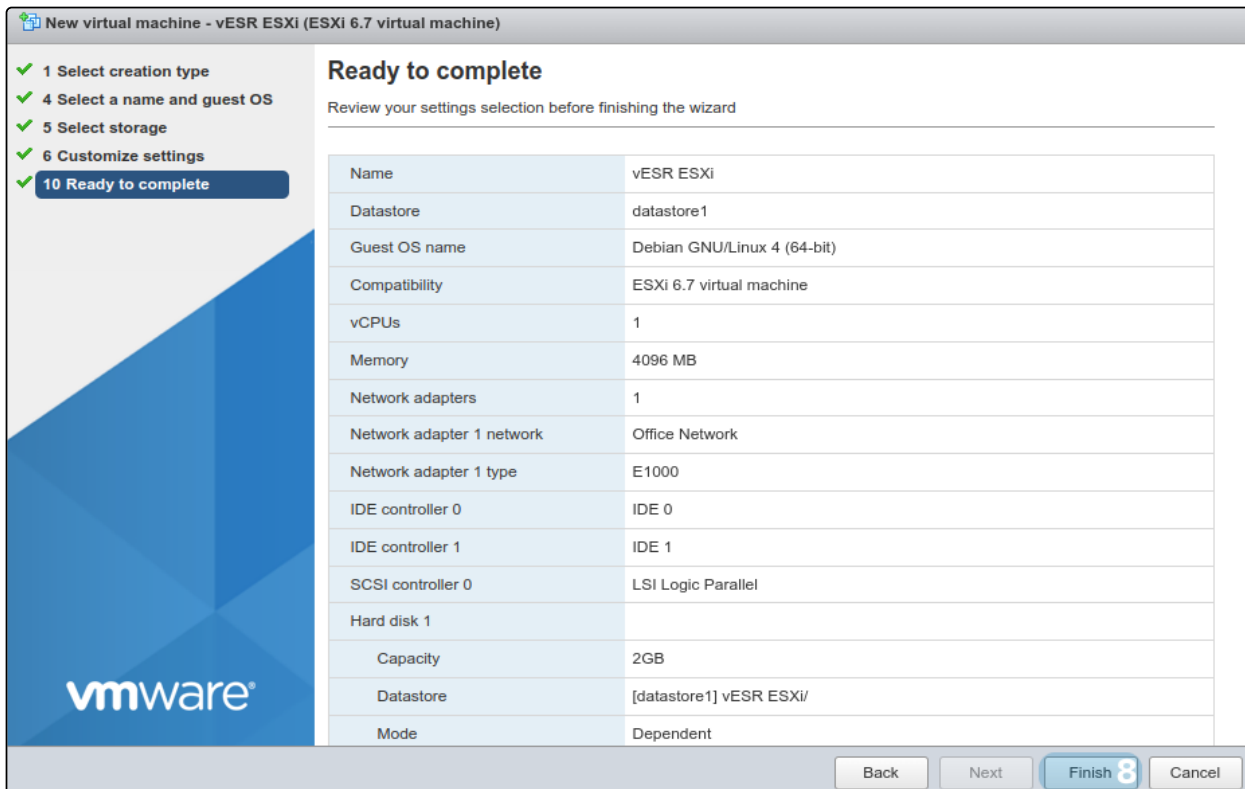 New virtual machine - vESR ESXi (ESXi 6.7 virtual machine)
1 Select creation type
4 Select a name and guest OS
5 Select storage
6 Customize settings
10 Ready to complete
vmware®
Ready to complete
Review your settings selection before finishing the wizard
Name vESR ESXi
Datastore datastore1
Guest OS name Debian GNU/Linux 4 (64-bit)
Compatibility ESXi 6.7 virtual machine
vCPUs 1
Memory 4096 MB
Network adapters 1
Network adapter 1 network Office Network
Network adapter 1 type E1000
IDE controller 0 IDE 0
IDE controller 1 IDE 1
SCSI controller 0 LSI Logic Parallel
Hard disk 1
Capacity 2GB
Datastore [datastore1] vESR ESXi/
Mode Dependent
Back Next Finish 8 Cancel